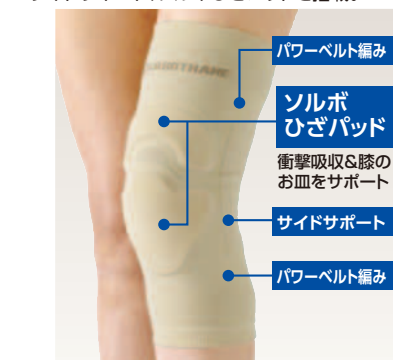 パワーベルト編み
ソルボ
ひざパッド
衝撃吸収&膝の
お皿をサポート
サイドサポート
パワーベルト編み